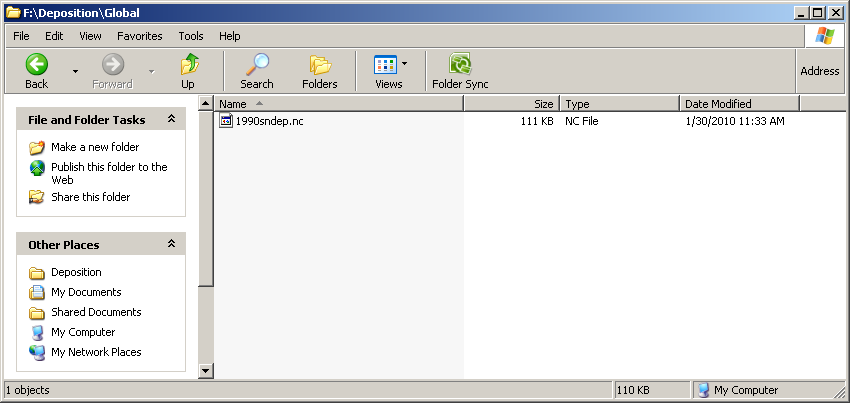 F:\Deposition\Global
File Edit View Favorites Tools Help
Back Forward Up Search Folders Views Folder Sync Address
File and Folder Tasks
Make a new folder
Publish this folder to the
Web
Share this folder
Other Places
Deposition
My Documents
Shared Documents
My Computer
My Network Places
Name Size Type Date Modified
1990sndep.nc 111 KB NC File 1/30/2010 11:33 AM
1 objects 110 KB My Computer